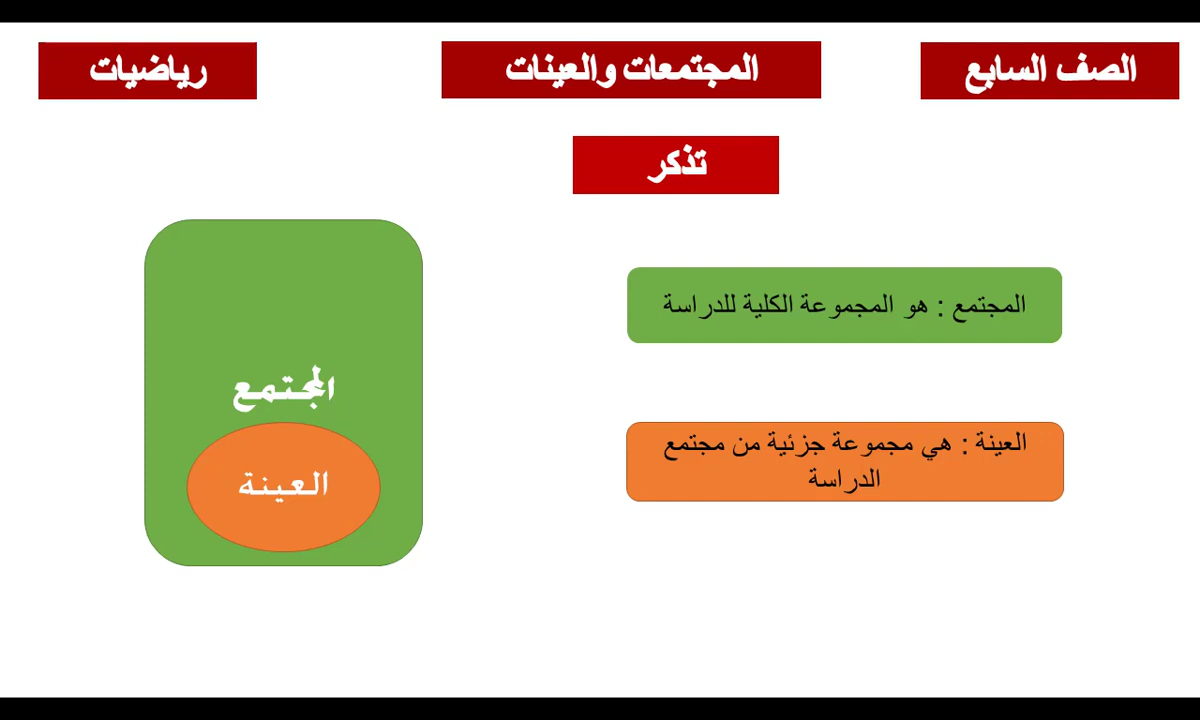 الصف السابع
المجتمعات والعينات
رياضيات
تذكر
المجتمع : هو المجموعة الكلية للدراسة
العينة : هي مجموعة جزئية من مجتمع
الدراسة
المجتمع
العينة